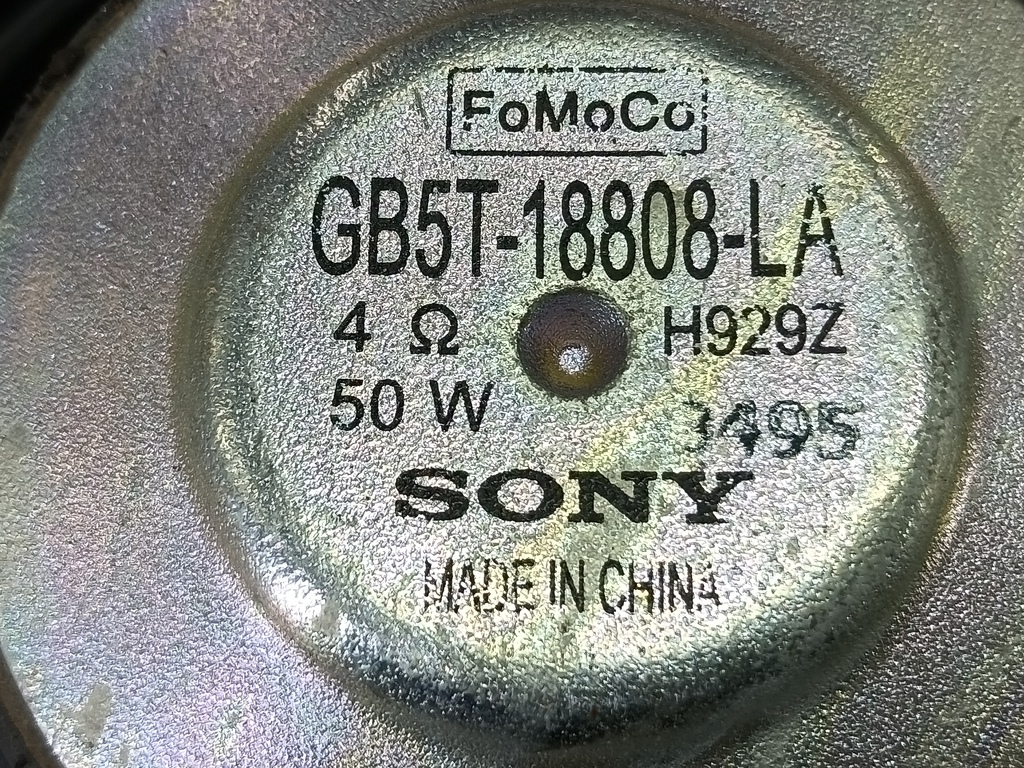 FoMoCo
GB5T-18808-LA
4 Ω H929Z
50 W
SONY
MADE IN CHINA